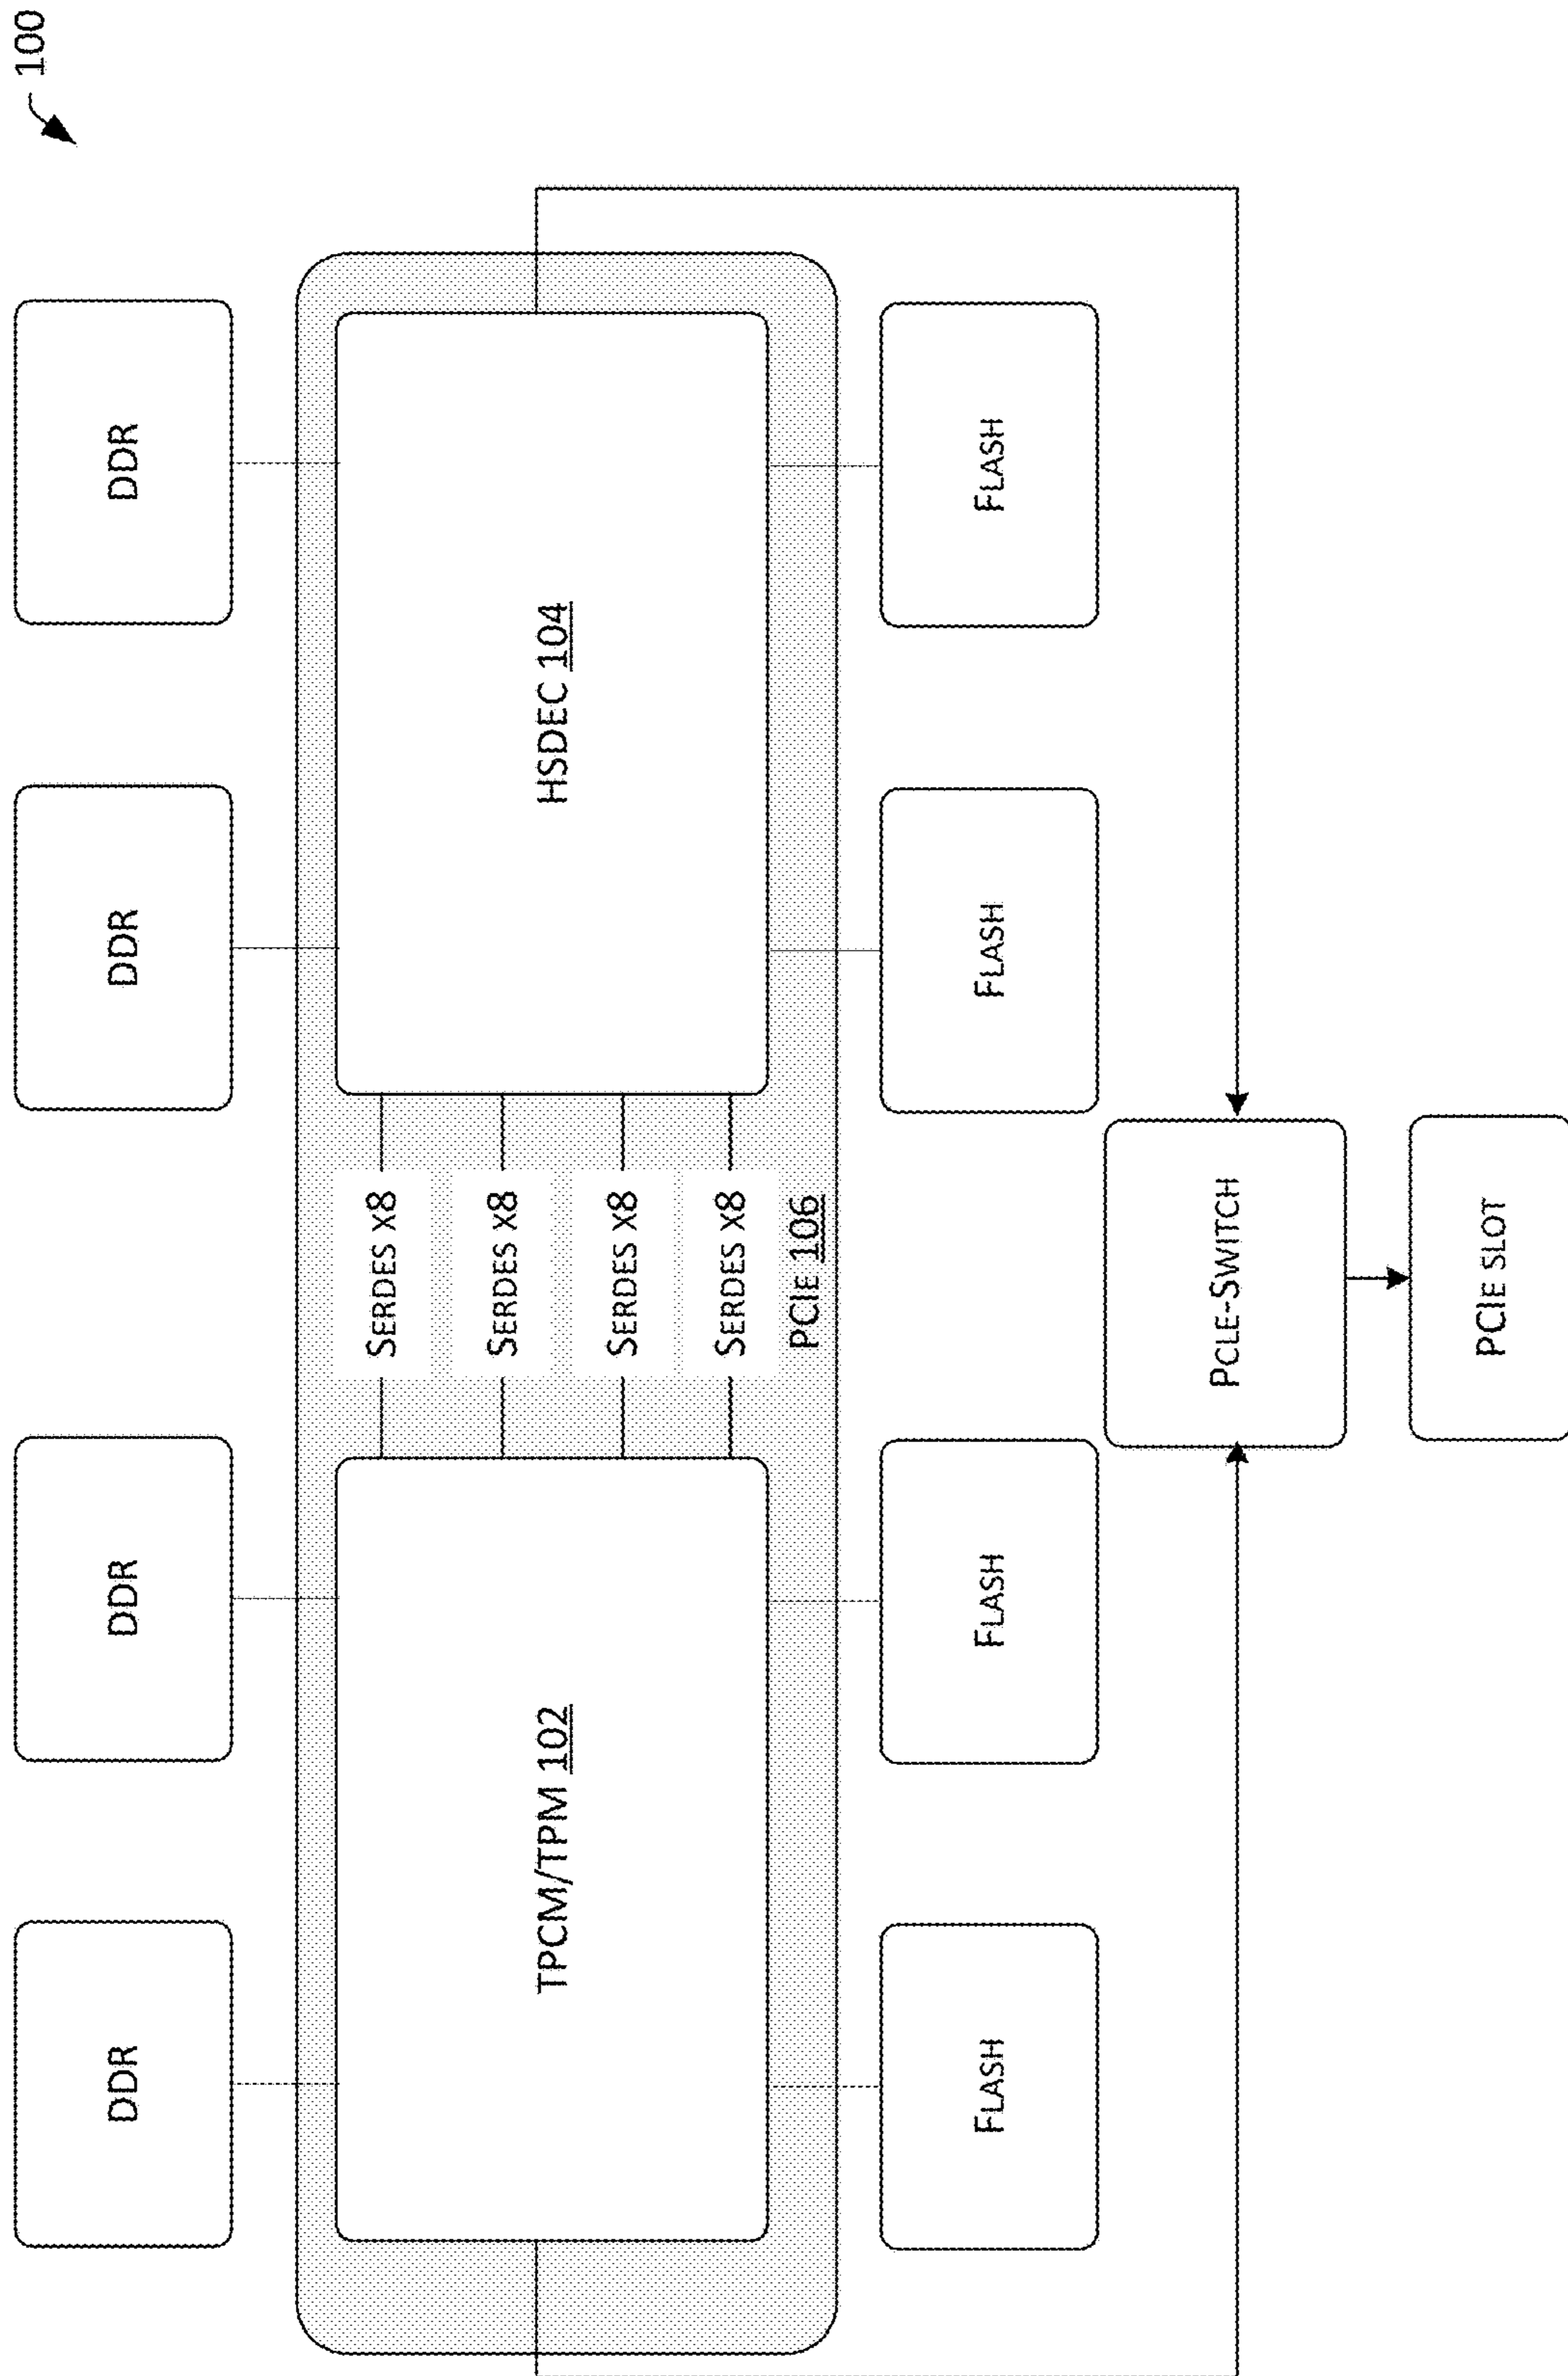 100
DDR
DDR
DDR
DDR
TPCM/TPM 102
SERDES X8
SERDES X8
SERDES X8
SERDES X8
HSDEC 104
PCIE 106
FLASH
FLASH
FLASH
FLASH
PCLE-SWITCH
PCIE SLOT